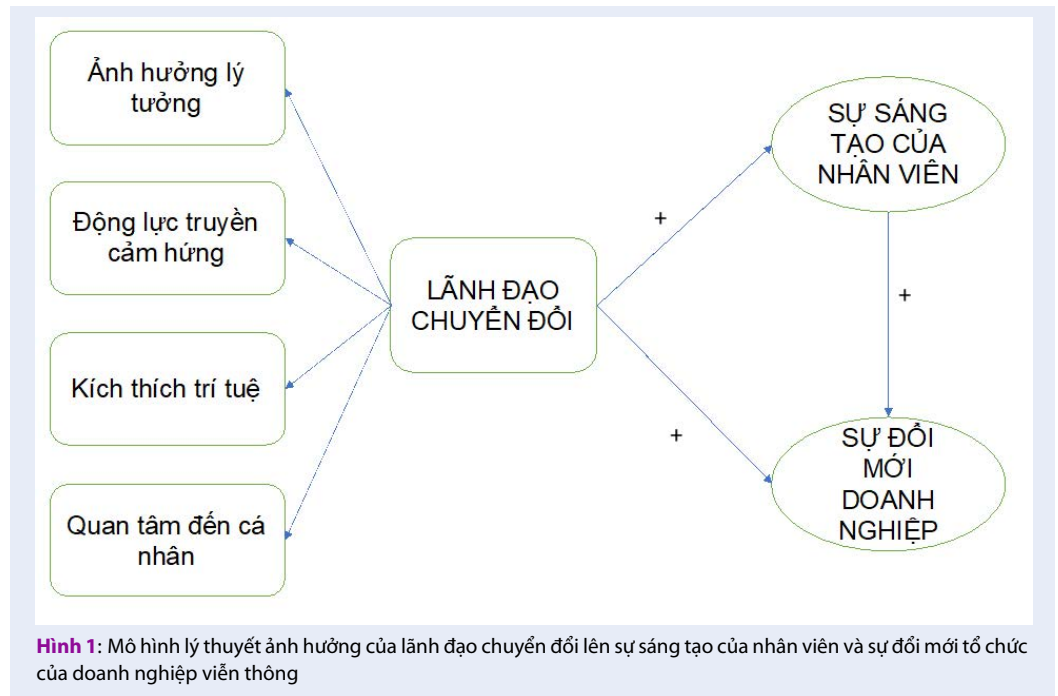 Ảnh hưởng lý
tưởng
Động lực truyền
cảm hứng
Kích thích trí tuệ
Quan tâm đến cá
nhân
LÃNH ĐẠO
CHUYỂN ĐỔI
+
+
SỰ SÁNG
TẠO CỦA
NHÂN VIÊN
+
SỰ ĐỔI
MỚI
DOANH
NGHIỆP
Hình 1: Mô hình lý thuyết ảnh hưởng của lãnh đạo chuyển đổi lên sự sáng tạo của nhân viên và sự đổi mới tổ chức
của doanh nghiệp viễn thông